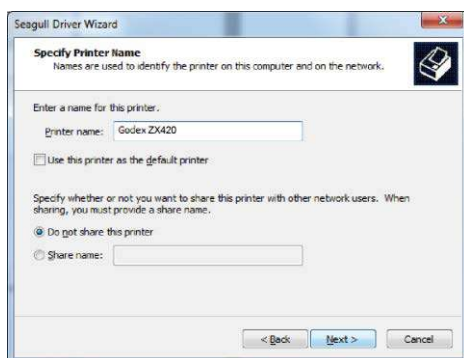 Seagull Driver Wizard
Specify Printer Name
Names are used to identify the printer on this computer and on the network.
Enter a name for this printer.
Printer name: Godex ZX420
Use this printer as the default printer
Specify whether or not you want to share this printer with other network users. When
sharing, you must provide a share name.
Do not share this printer
Share name:
< Back Next > Cancel